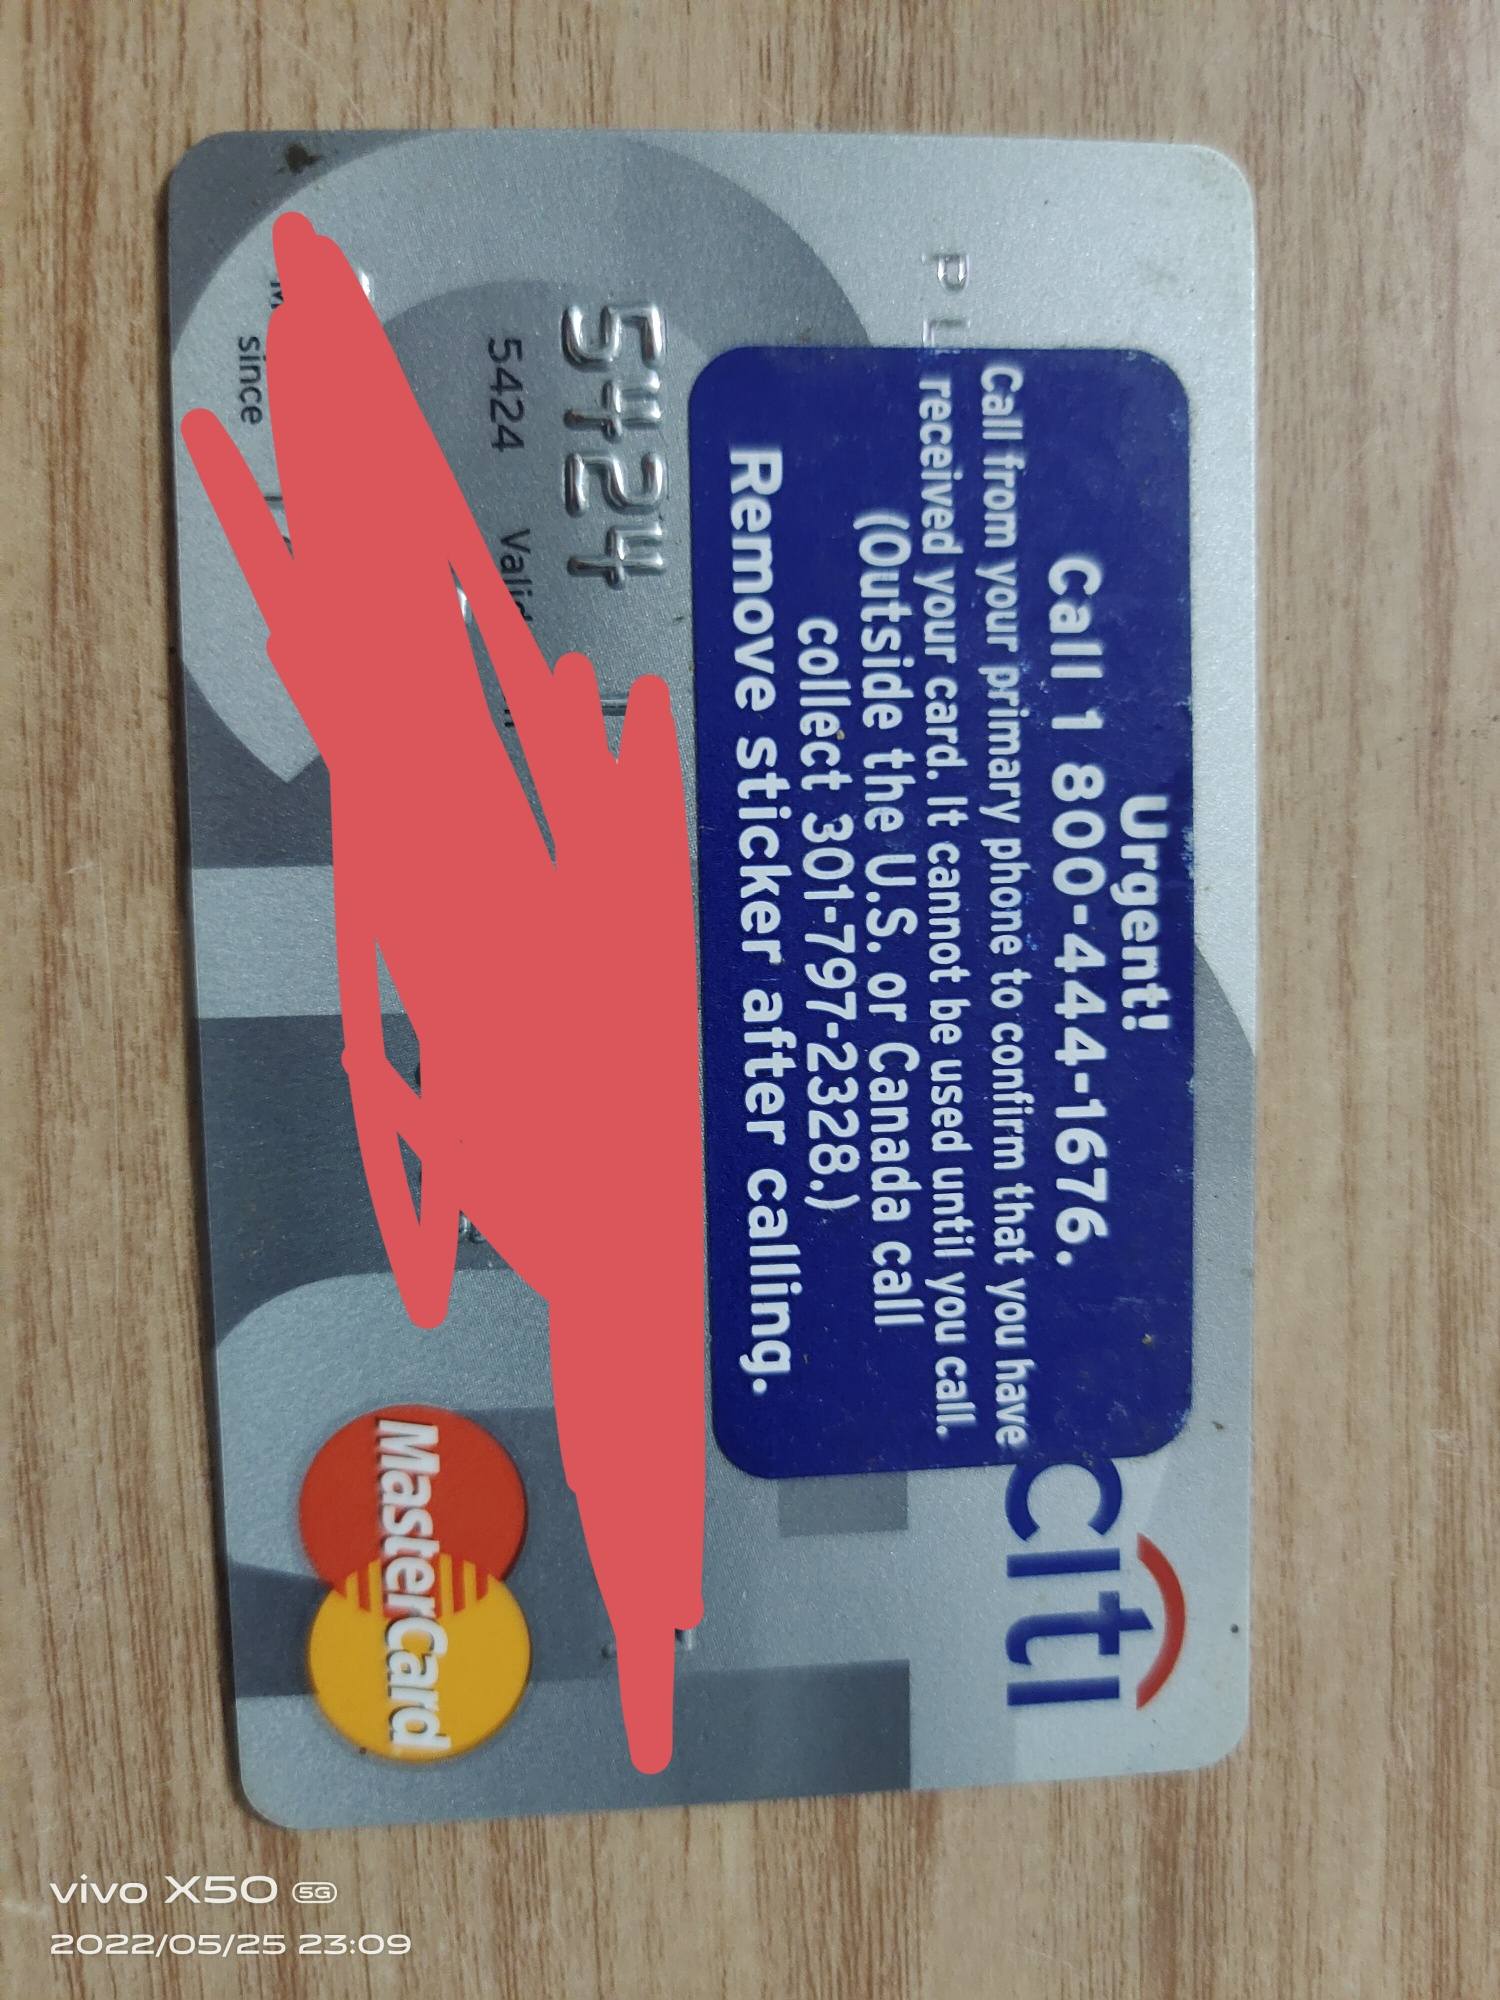 citi
PL
Urgent!
Call 1 800-444-1676.
Call from your primary phone to confirm that you have
received your card. It cannot be used until you call.
(Outside the U.S. or Canada call
collect 301-797-2328.)
Remove sticker after calling.
5424
5424
since
MasterCard
vivo X50 5G
2022/05/25 23:09